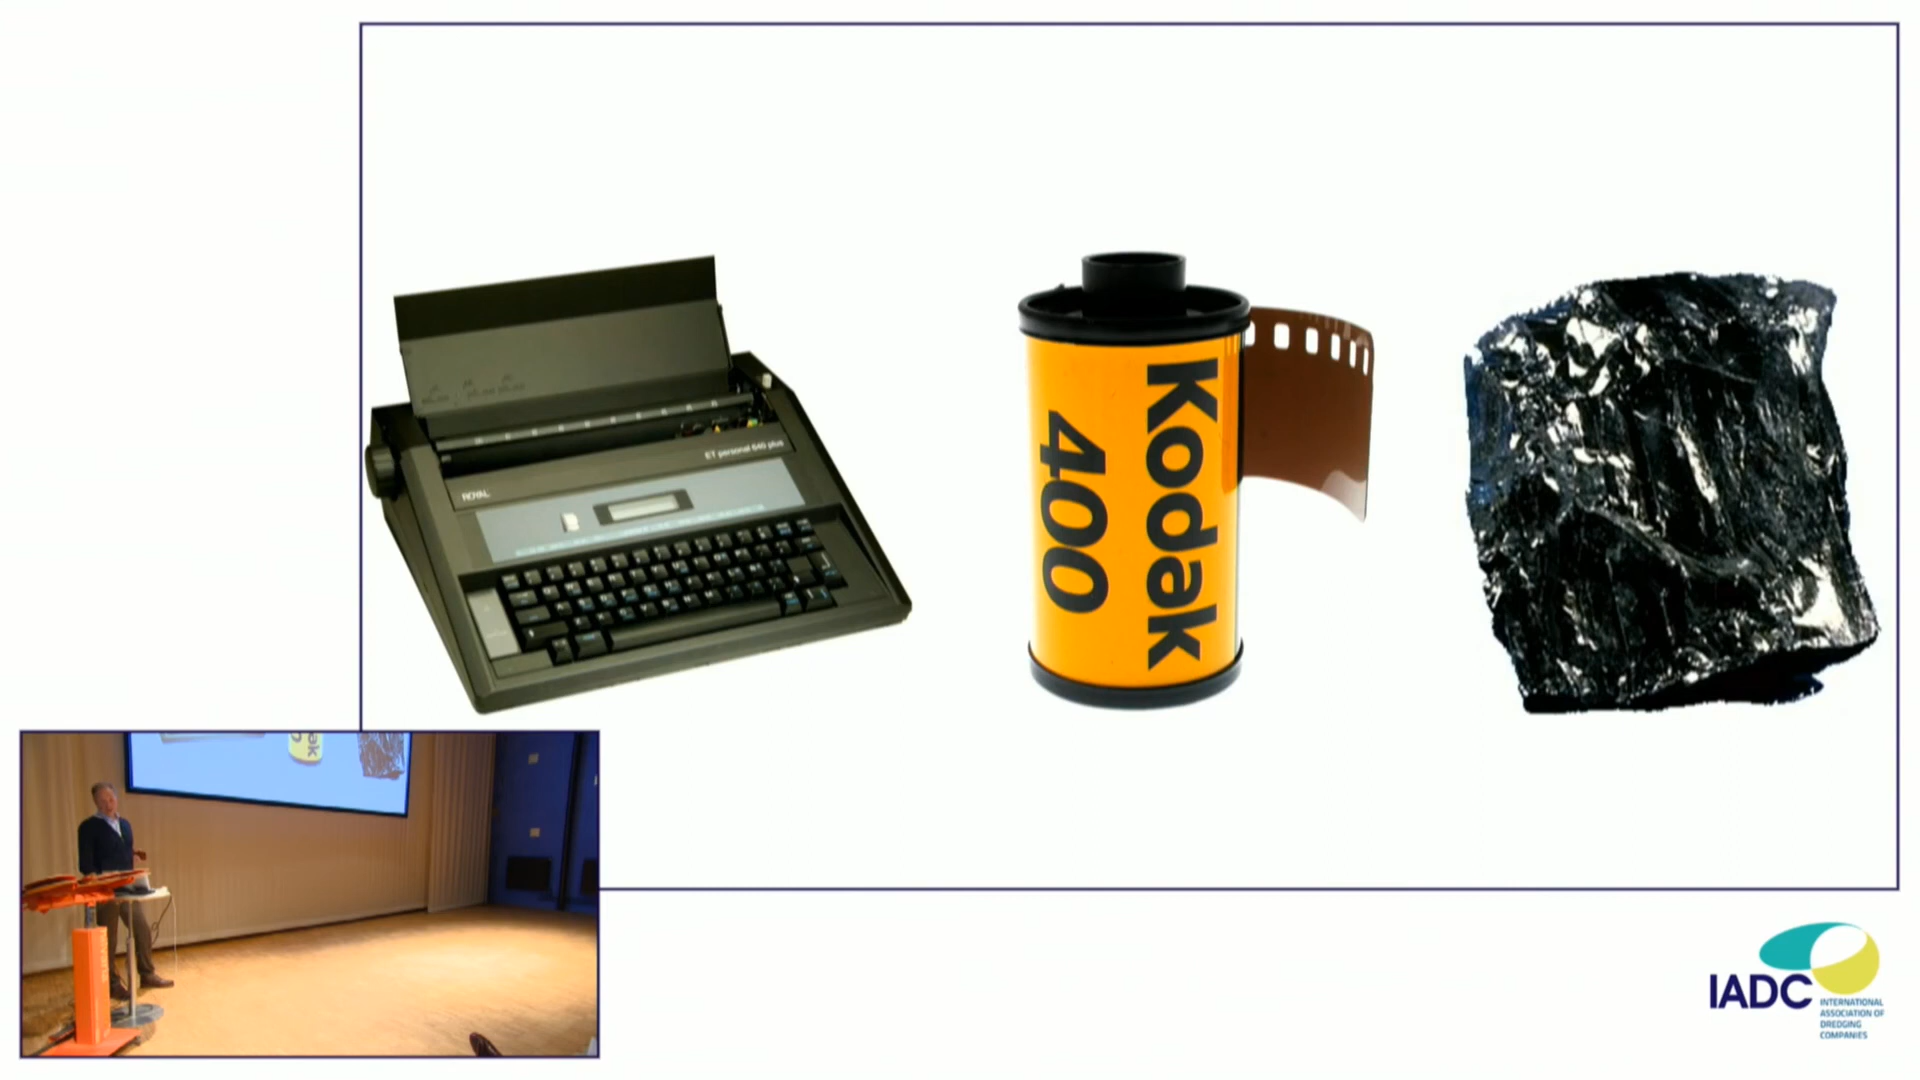 ROYAL
ET personal 640 plus
Kodak
400
IADC
INTERNATIONAL
ASSOCIATION OF
DREDGING
COMPANIES